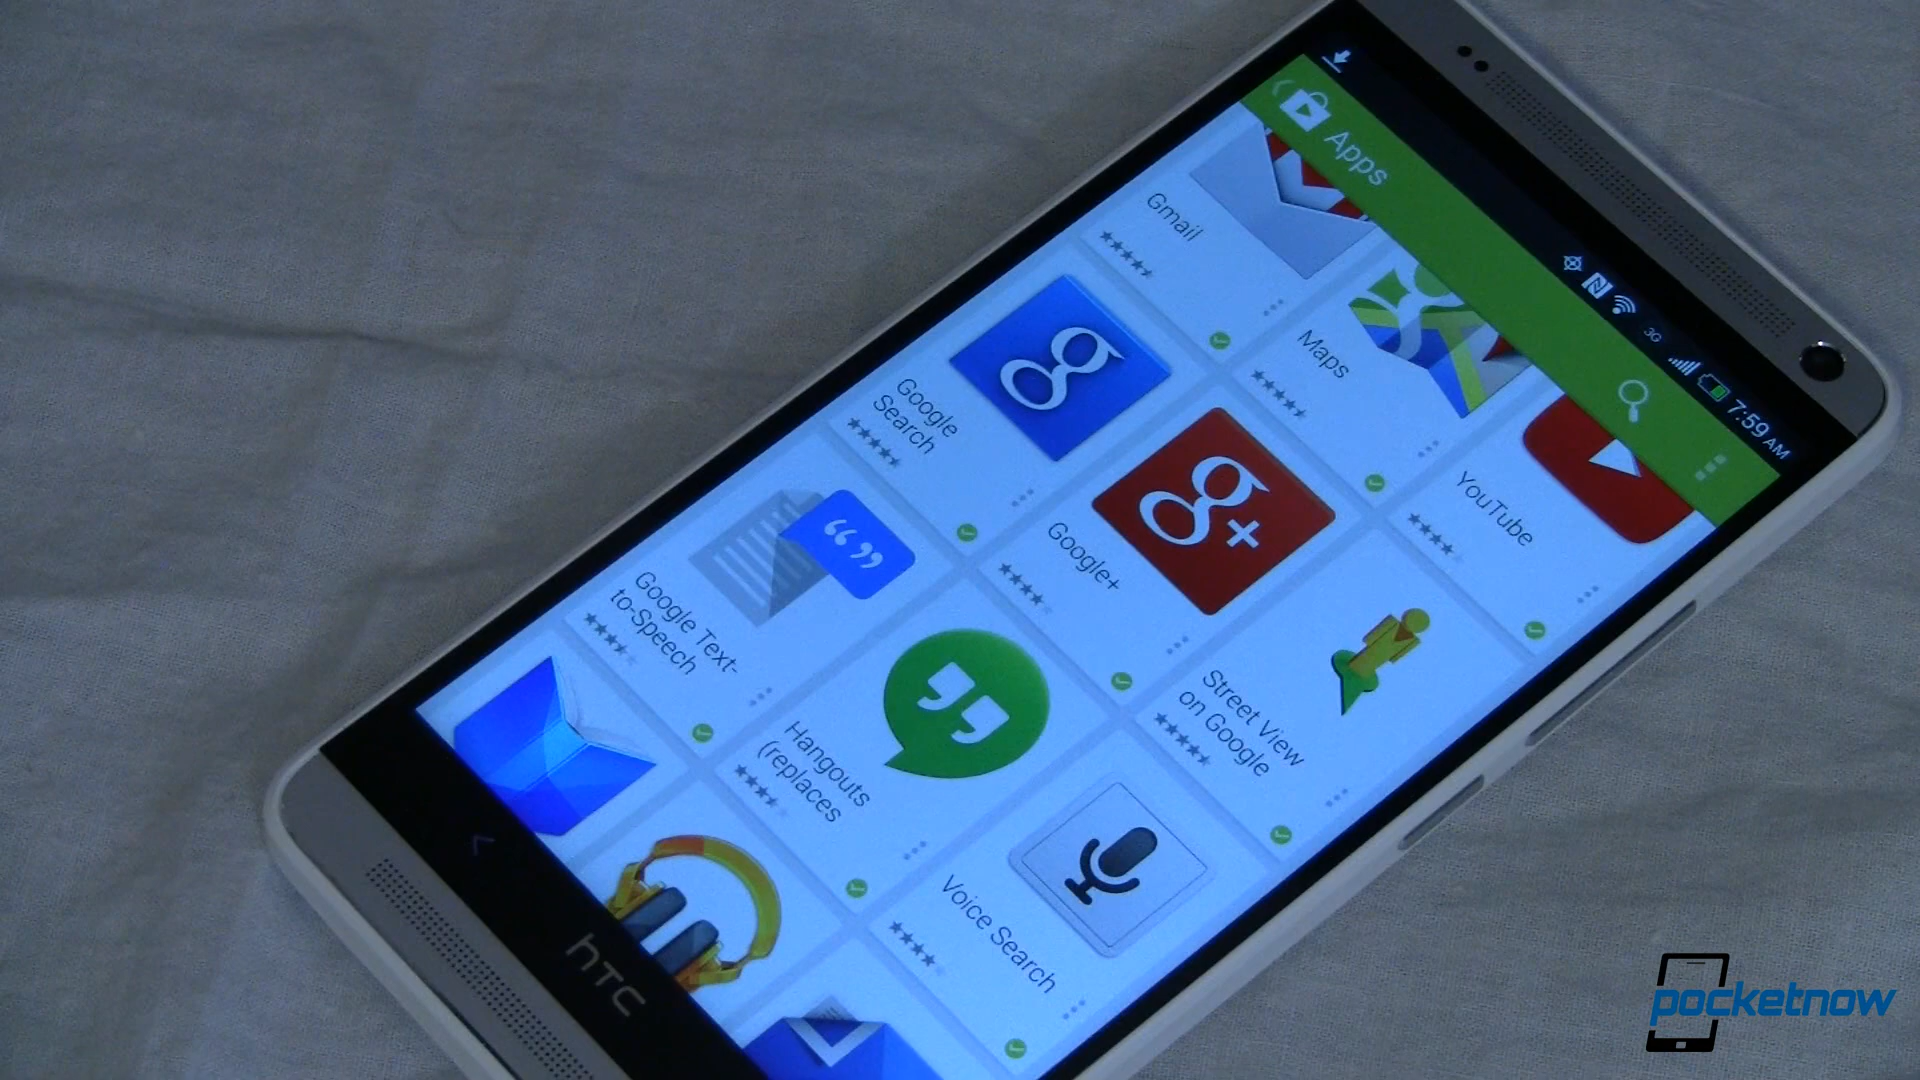 7:59 AM
3G
Apps
Gmail
Maps
YouTube
Google
Search
Google+
Street View
on Google
Google Text-
to-Speech
Hangouts
(replaces
Voice Search
hTC
pocketnow